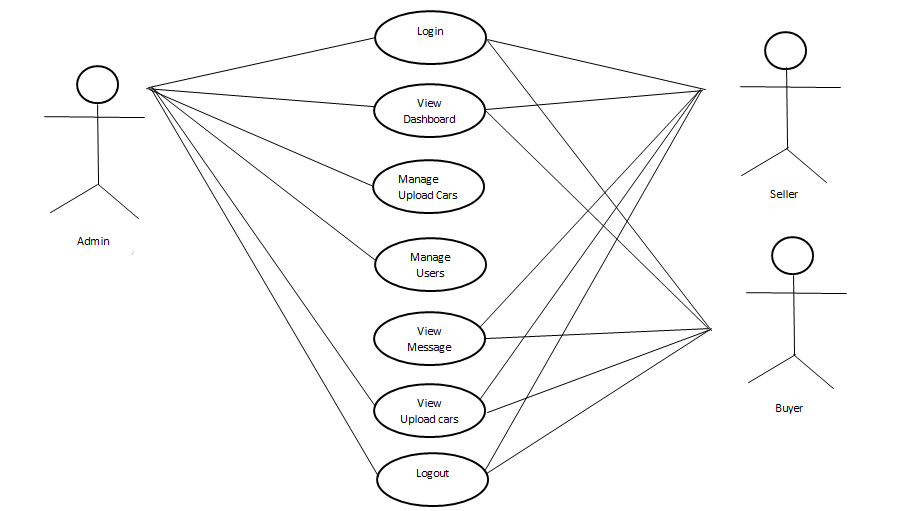 Login
View
Dashboard
Manage
Upload Cars
Manage
Users
View
Message
View
Upload cars
Logout
Admin
Seller
Buyer